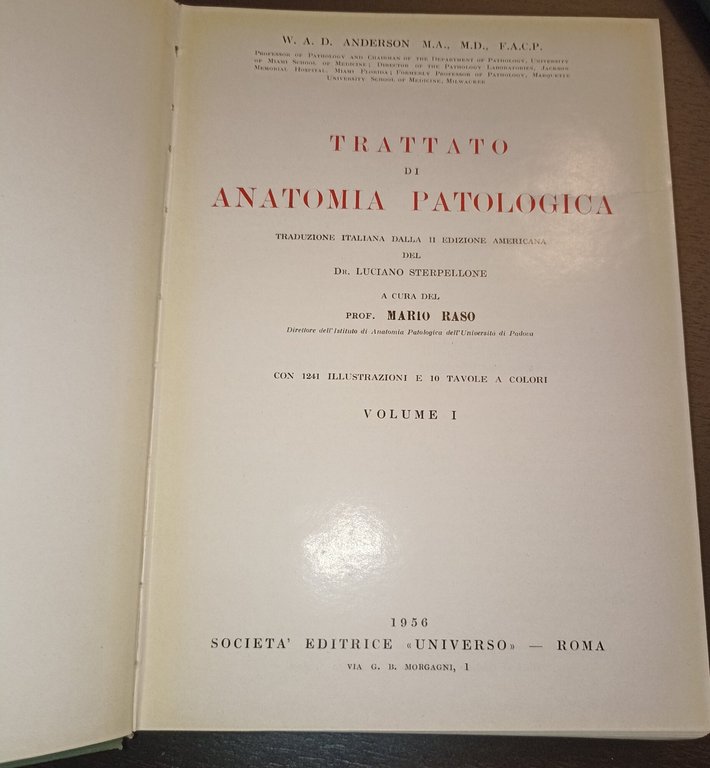 W. A. D. ANDERSON M.A., M.D., F.A.C.P.
PROFESSOR OF PATHOLOGY AND CHAIRMAN OF THE DEPARTMENT OF PATHOLOGY, UNIVERSITY
OF MIAMI SCHOOL OF MEDICINE; DIRECTOR OF THE PATHOLOGY LABORATORIES, JACKSON
MEMORIAL HOSPITAL, MIAMI FLORIDA; FORMERLY PROFESSOR OF PATHOLOGY, MARQUETTE
UNIVERSITY SCHOOL OF MEDICINE, MILWAUKEE
TRATTATO
DI
ANATOMIA PATOLOGICA
TRADUZIONE ITALIANA DALLA II EDIZIONE AMERICANA
DEL
DR. LUCIANO STERPELLONE
A CURA DEL
PROF. MARIO RASO
Direttore dell'Istituto di Anatomia Patologica dell'Università di Padova
CON 1241 ILLUSTRAZIONI E 10 TAVOLE A COLORI
VOLUME I
1956
SOCIETA' EDITRICE «UNIVERSO» — ROMA
VIA G. B. MORGAGNI, 1